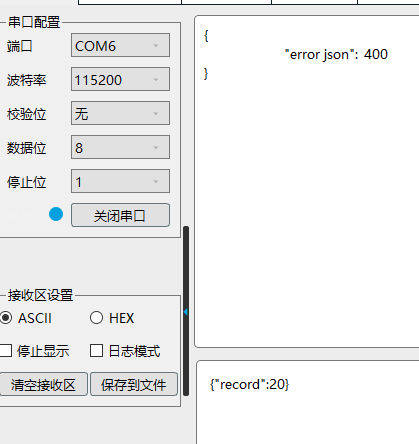 串口配置
端口 COM6
波特率 115200
校验位 无
数据位 8
停止位 1
关闭串口
接收区设置
ASCII HEX
停止显示 日志模式
清空接收区 保存到文件
{
"error json": 400
}
{"record":20}